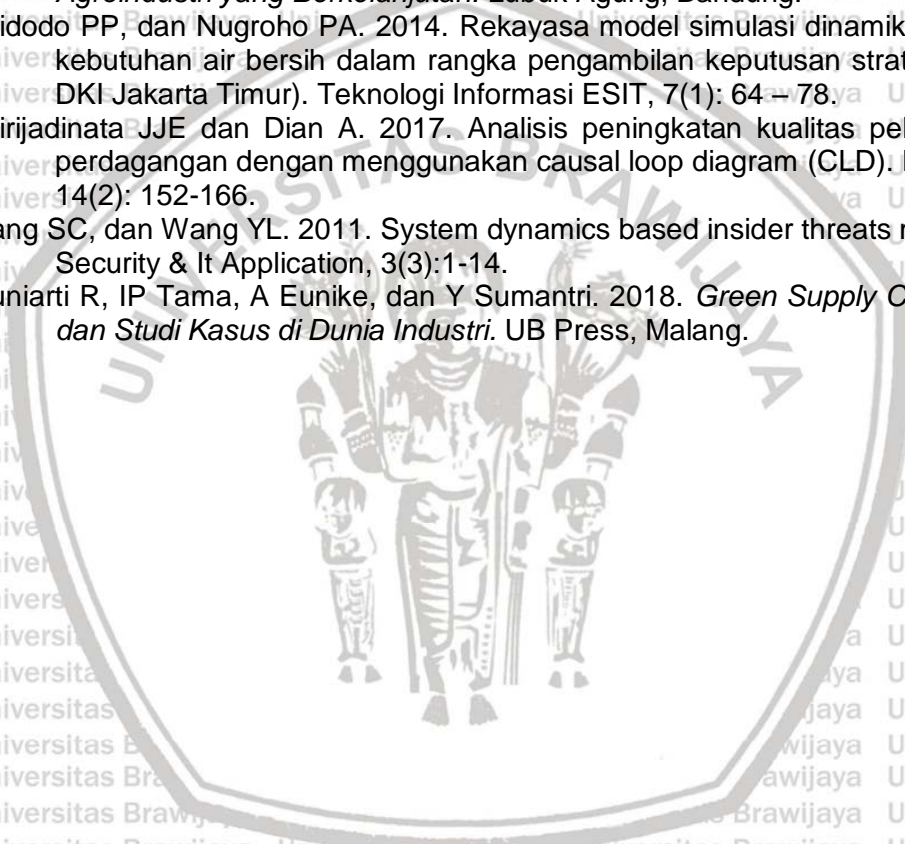 Agroindustri yang Berkelanjutan. Lubuk Agung, Bandung.
idodo PP, dan Nugroho PA. 2014. Rekayasa model simulasi dinamik
kebutuhan air bersih dalam rangka pengambilan keputusan strat
DKI Jakarta Timur). Teknologi Informasi ESIT, 7(1): 64 – 78.
irijadinata JJE dan Dian A. 2017. Analisis peningkatan kualitas pel
perdagangan dengan menggunakan causal loop diagram (CLD).
14(2): 152-166.
ang SC, dan Wang YL. 2011. System dynamics based insider threats
Security & It Application, 3(3):1-14.
uniarti R, IP Tama, A Eunike, dan Y Sumantri. 2018. Green Supply
dan Studi Kasus di Dunia Industri. UB Press, Malang.
UNIVERSITAS BRAWIJAYA